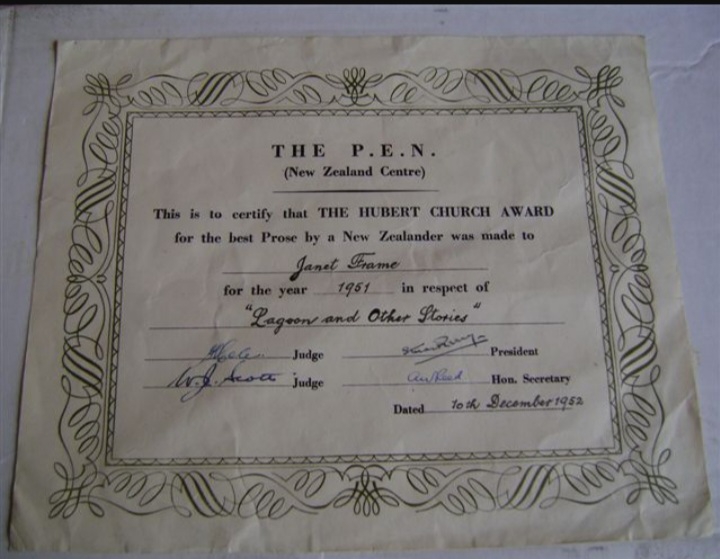 THE P.E.N.
(New Zealand Centre)
This is to certify that THE HUBERT CHURCH AWARD
for the best Prose by a New Zealander was made to
Janet Frame
for the year 1951 in respect of
"Lagoon and Other Stories"
Judge President
W.J. Scott Judge Hon. Secretary
Dated 10th December 1952